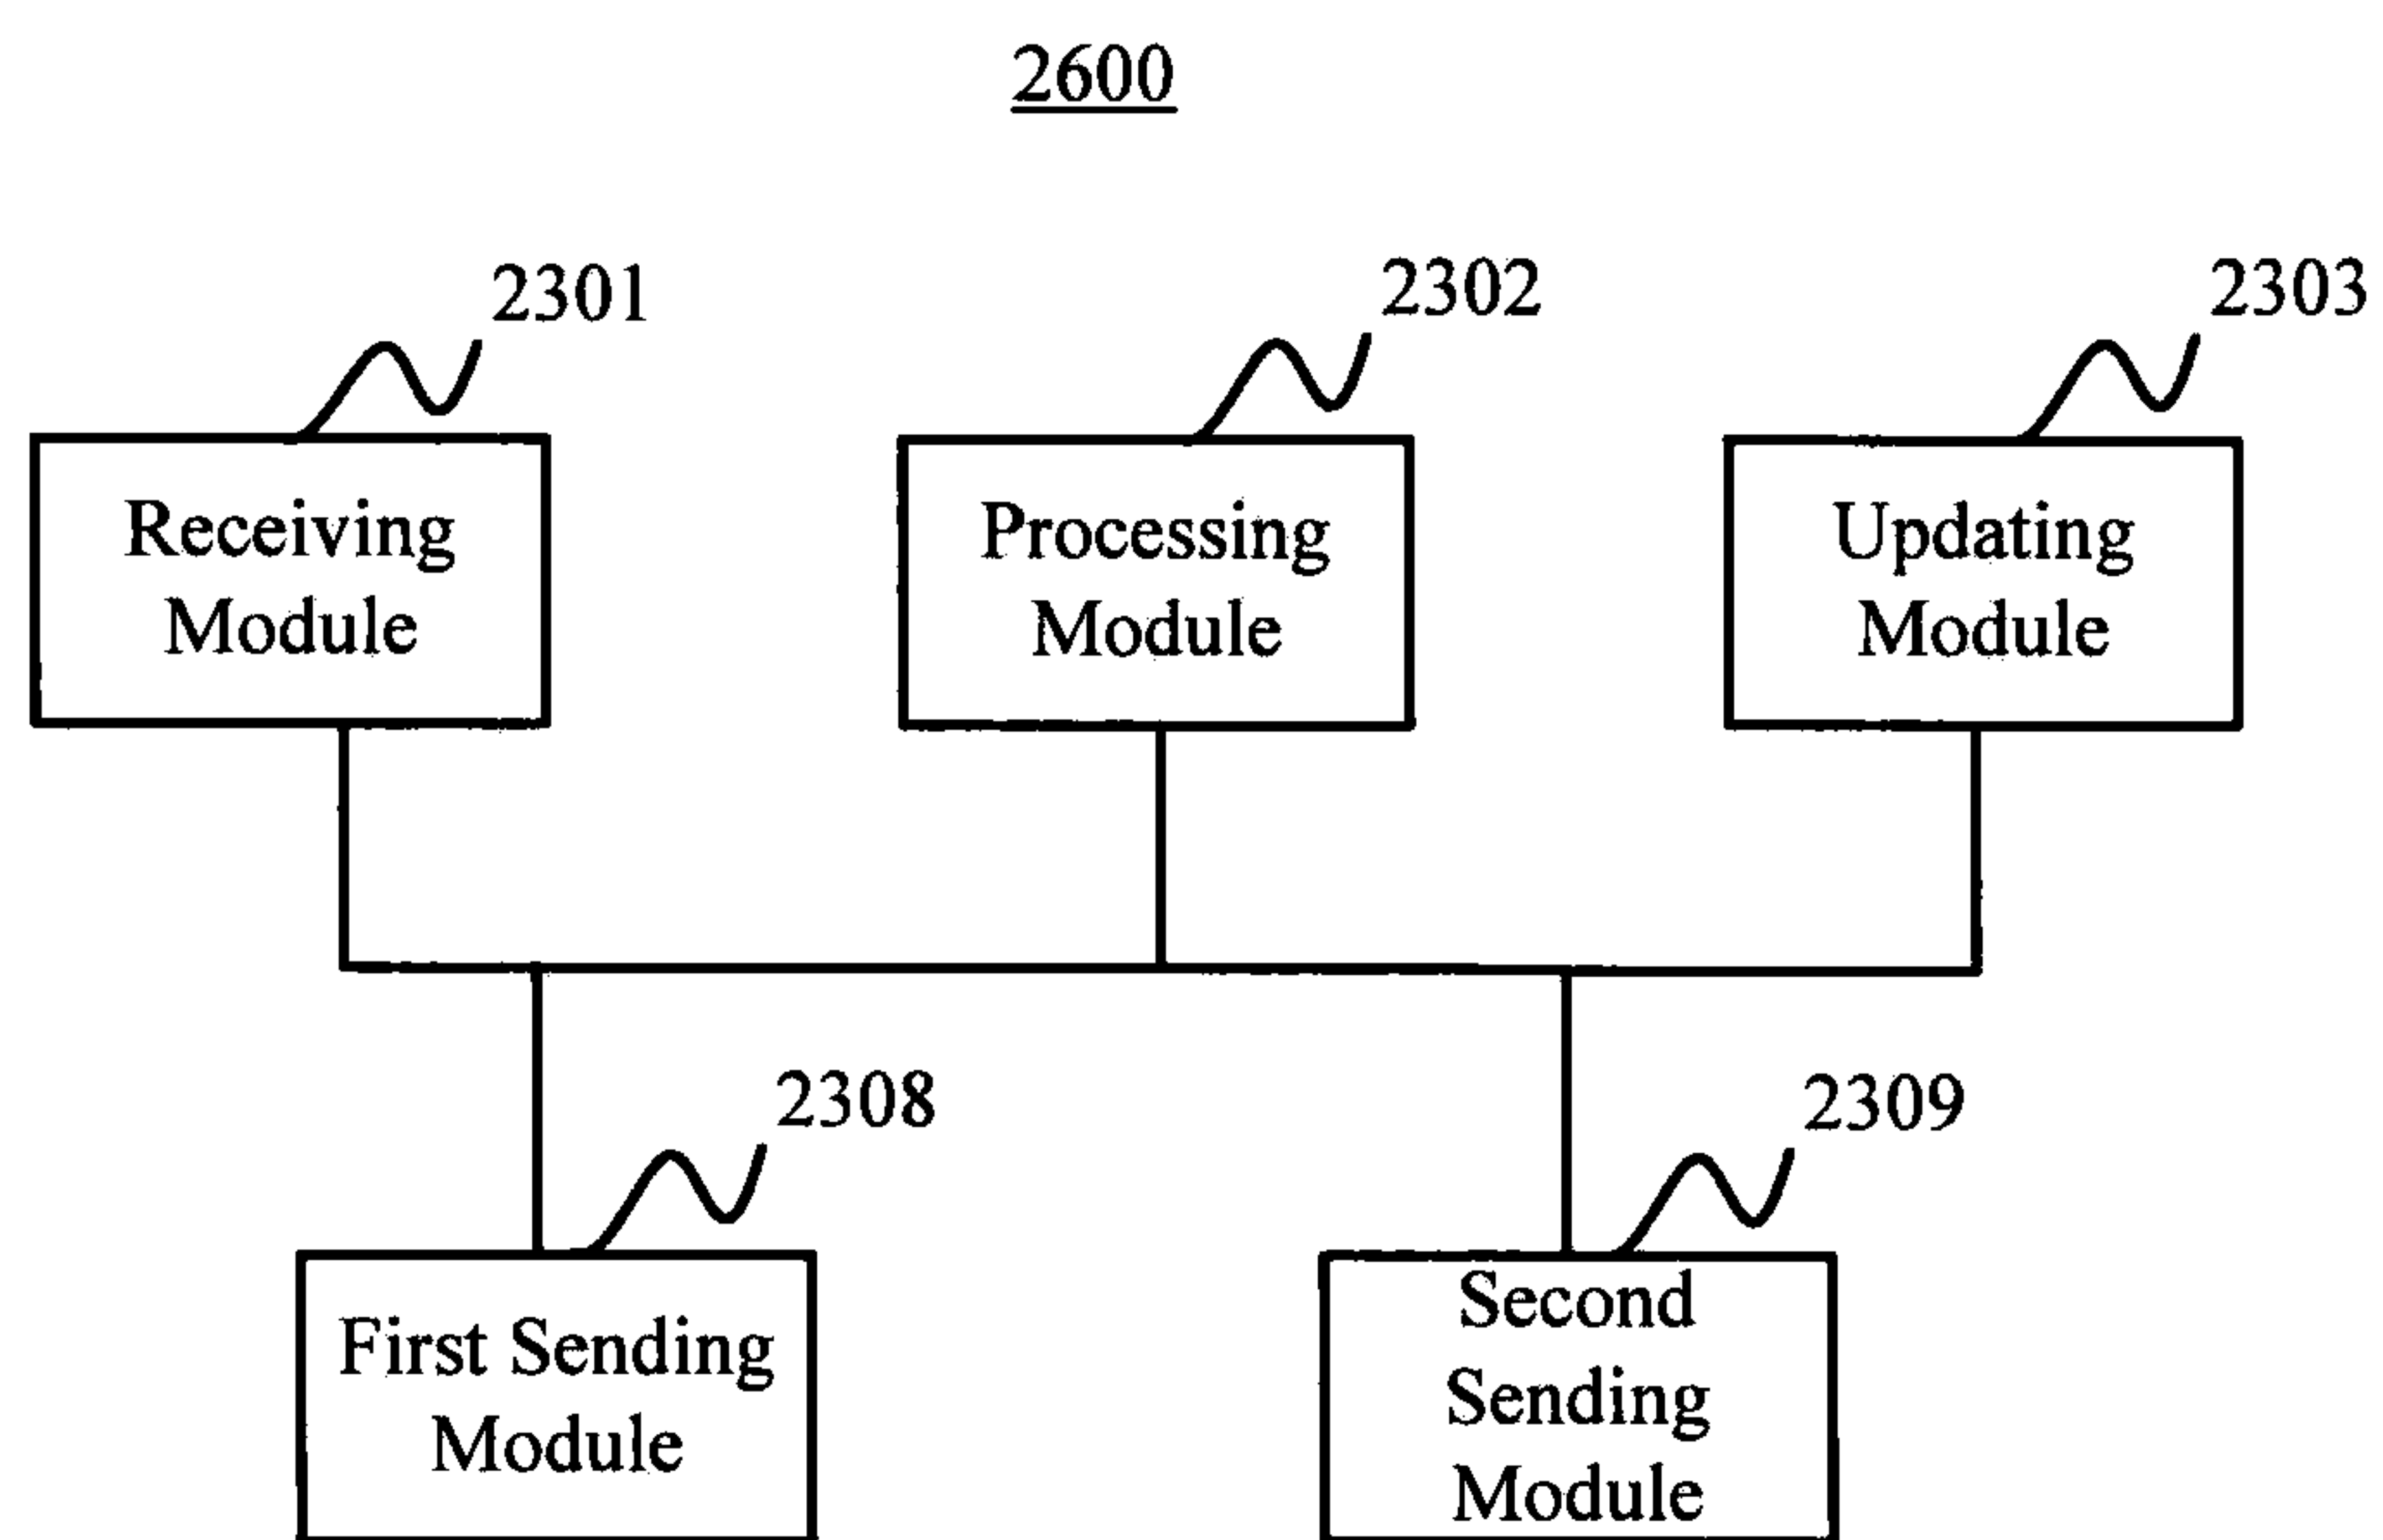 2600
2301
2302
2303
Receiving
Module
Processing
Module
Updating
Module
2308
2309
First Sending
Module
Second
Sending
Module